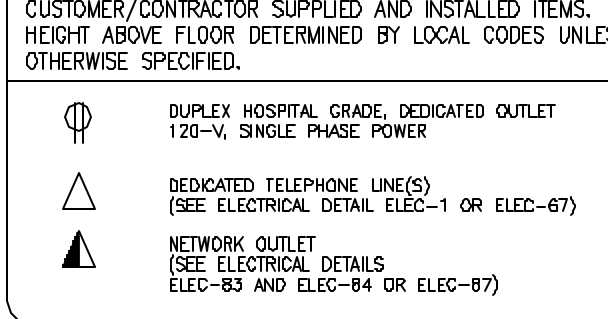 CUSTOMER/CONTRACTOR SUPPLIED AND INSTALLED ITEMS.
HEIGHT ABOVE FLOOR DETERMINED BY LOCAL CODES UNLES
OTHERWISE SPECIFIED.
DUPLEX HOSPITAL GRADE, DEDICATED OUTLET
120-V, SINGLE PHASE POWER
DEDICATED TELEPHONE LINE(S)
(SEE ELECTRICAL DETAIL ELEC-1 OR ELEC-67)
NETWORK OUTLET
(SEE ELECTRICAL DETAILS
ELEC-83 AND ELEC-84 OR ELEC-87)